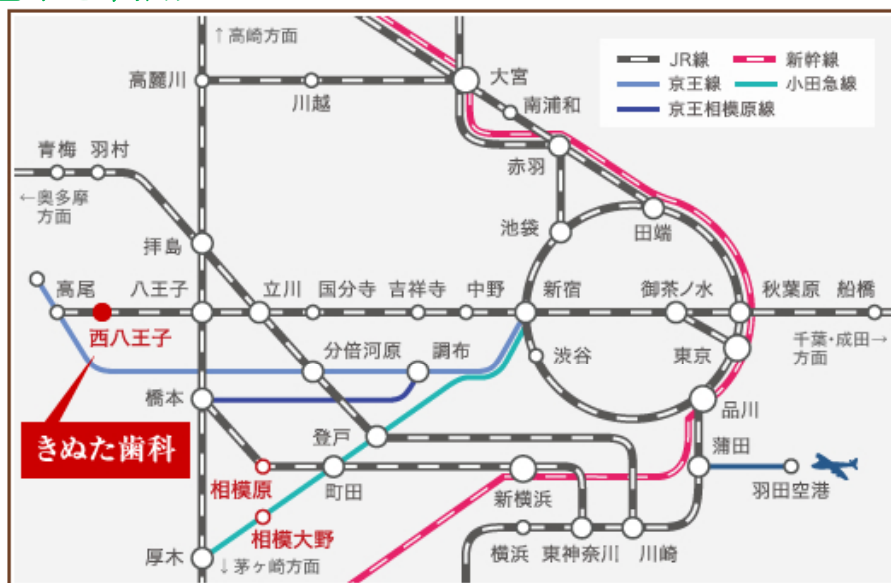 ↑高崎方面
JR線
新幹線
京王線
小田急線
京王相模原線
高麗川
川越
大宮
南浦和
赤羽
青梅
羽村
←奥多摩
方面
拝島
池袋
田端
高尾
八王子
立川
国分寺
吉祥寺
中野
新宿
御茶ノ水
秋葉原
船橋
西八王子
千葉・成田→
方面
分倍河原
調布
渋谷
東京
橋本
きぬた歯科
登戸
品川
蒲田
相模原
町田
新横浜
羽田空港
相模大野
厚木
↓茅ヶ崎方面
横浜
東神奈川
川崎